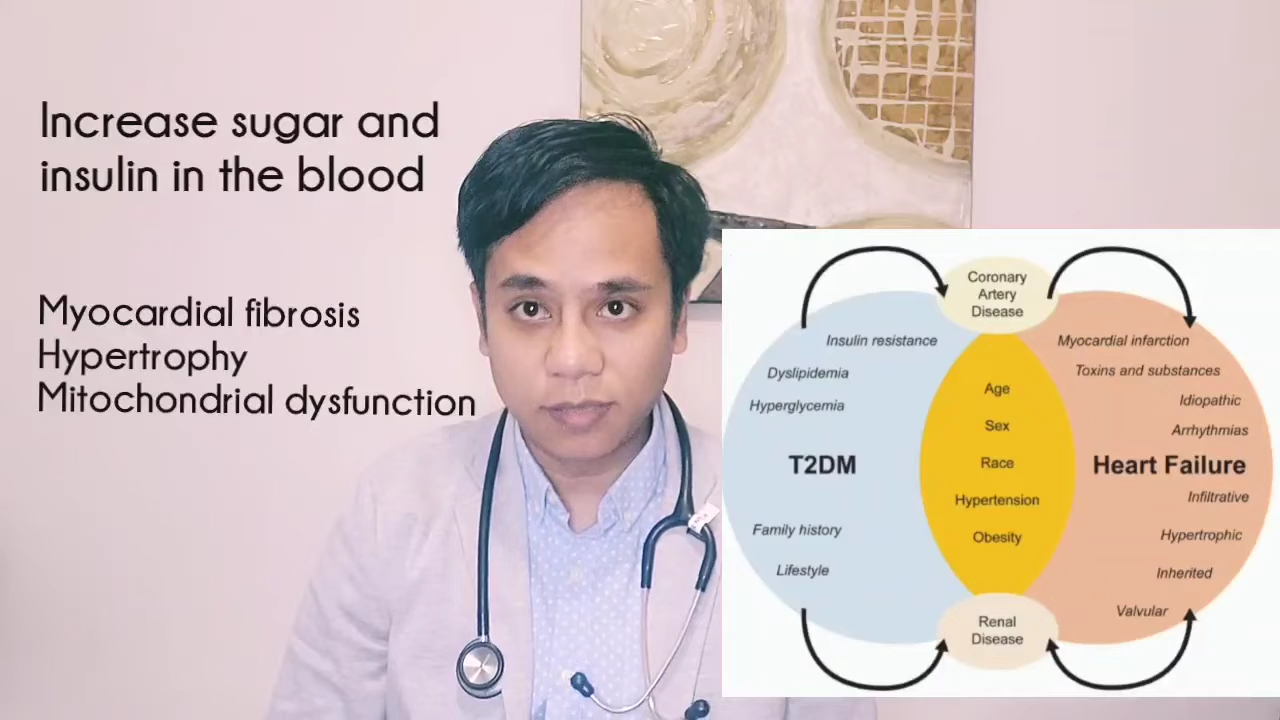 Increase sugar and
insulin in the blood
Myocardial fibrosis
Hypertrophy
Mitochondrial dysfunction
Coronary
Artery
Disease
Insulin resistance
Dyslipidemia
Hyperglycemia
T2DM
Family history
Lifestyle
Age
Sex
Race
Hypertension
Obesity
Myocardial infarction
Toxins and substances
Idiopathic
Arrhythmias
Heart Failure
Infiltrative
Hypertrophic
Inherited
Valvular
Renal
Disease